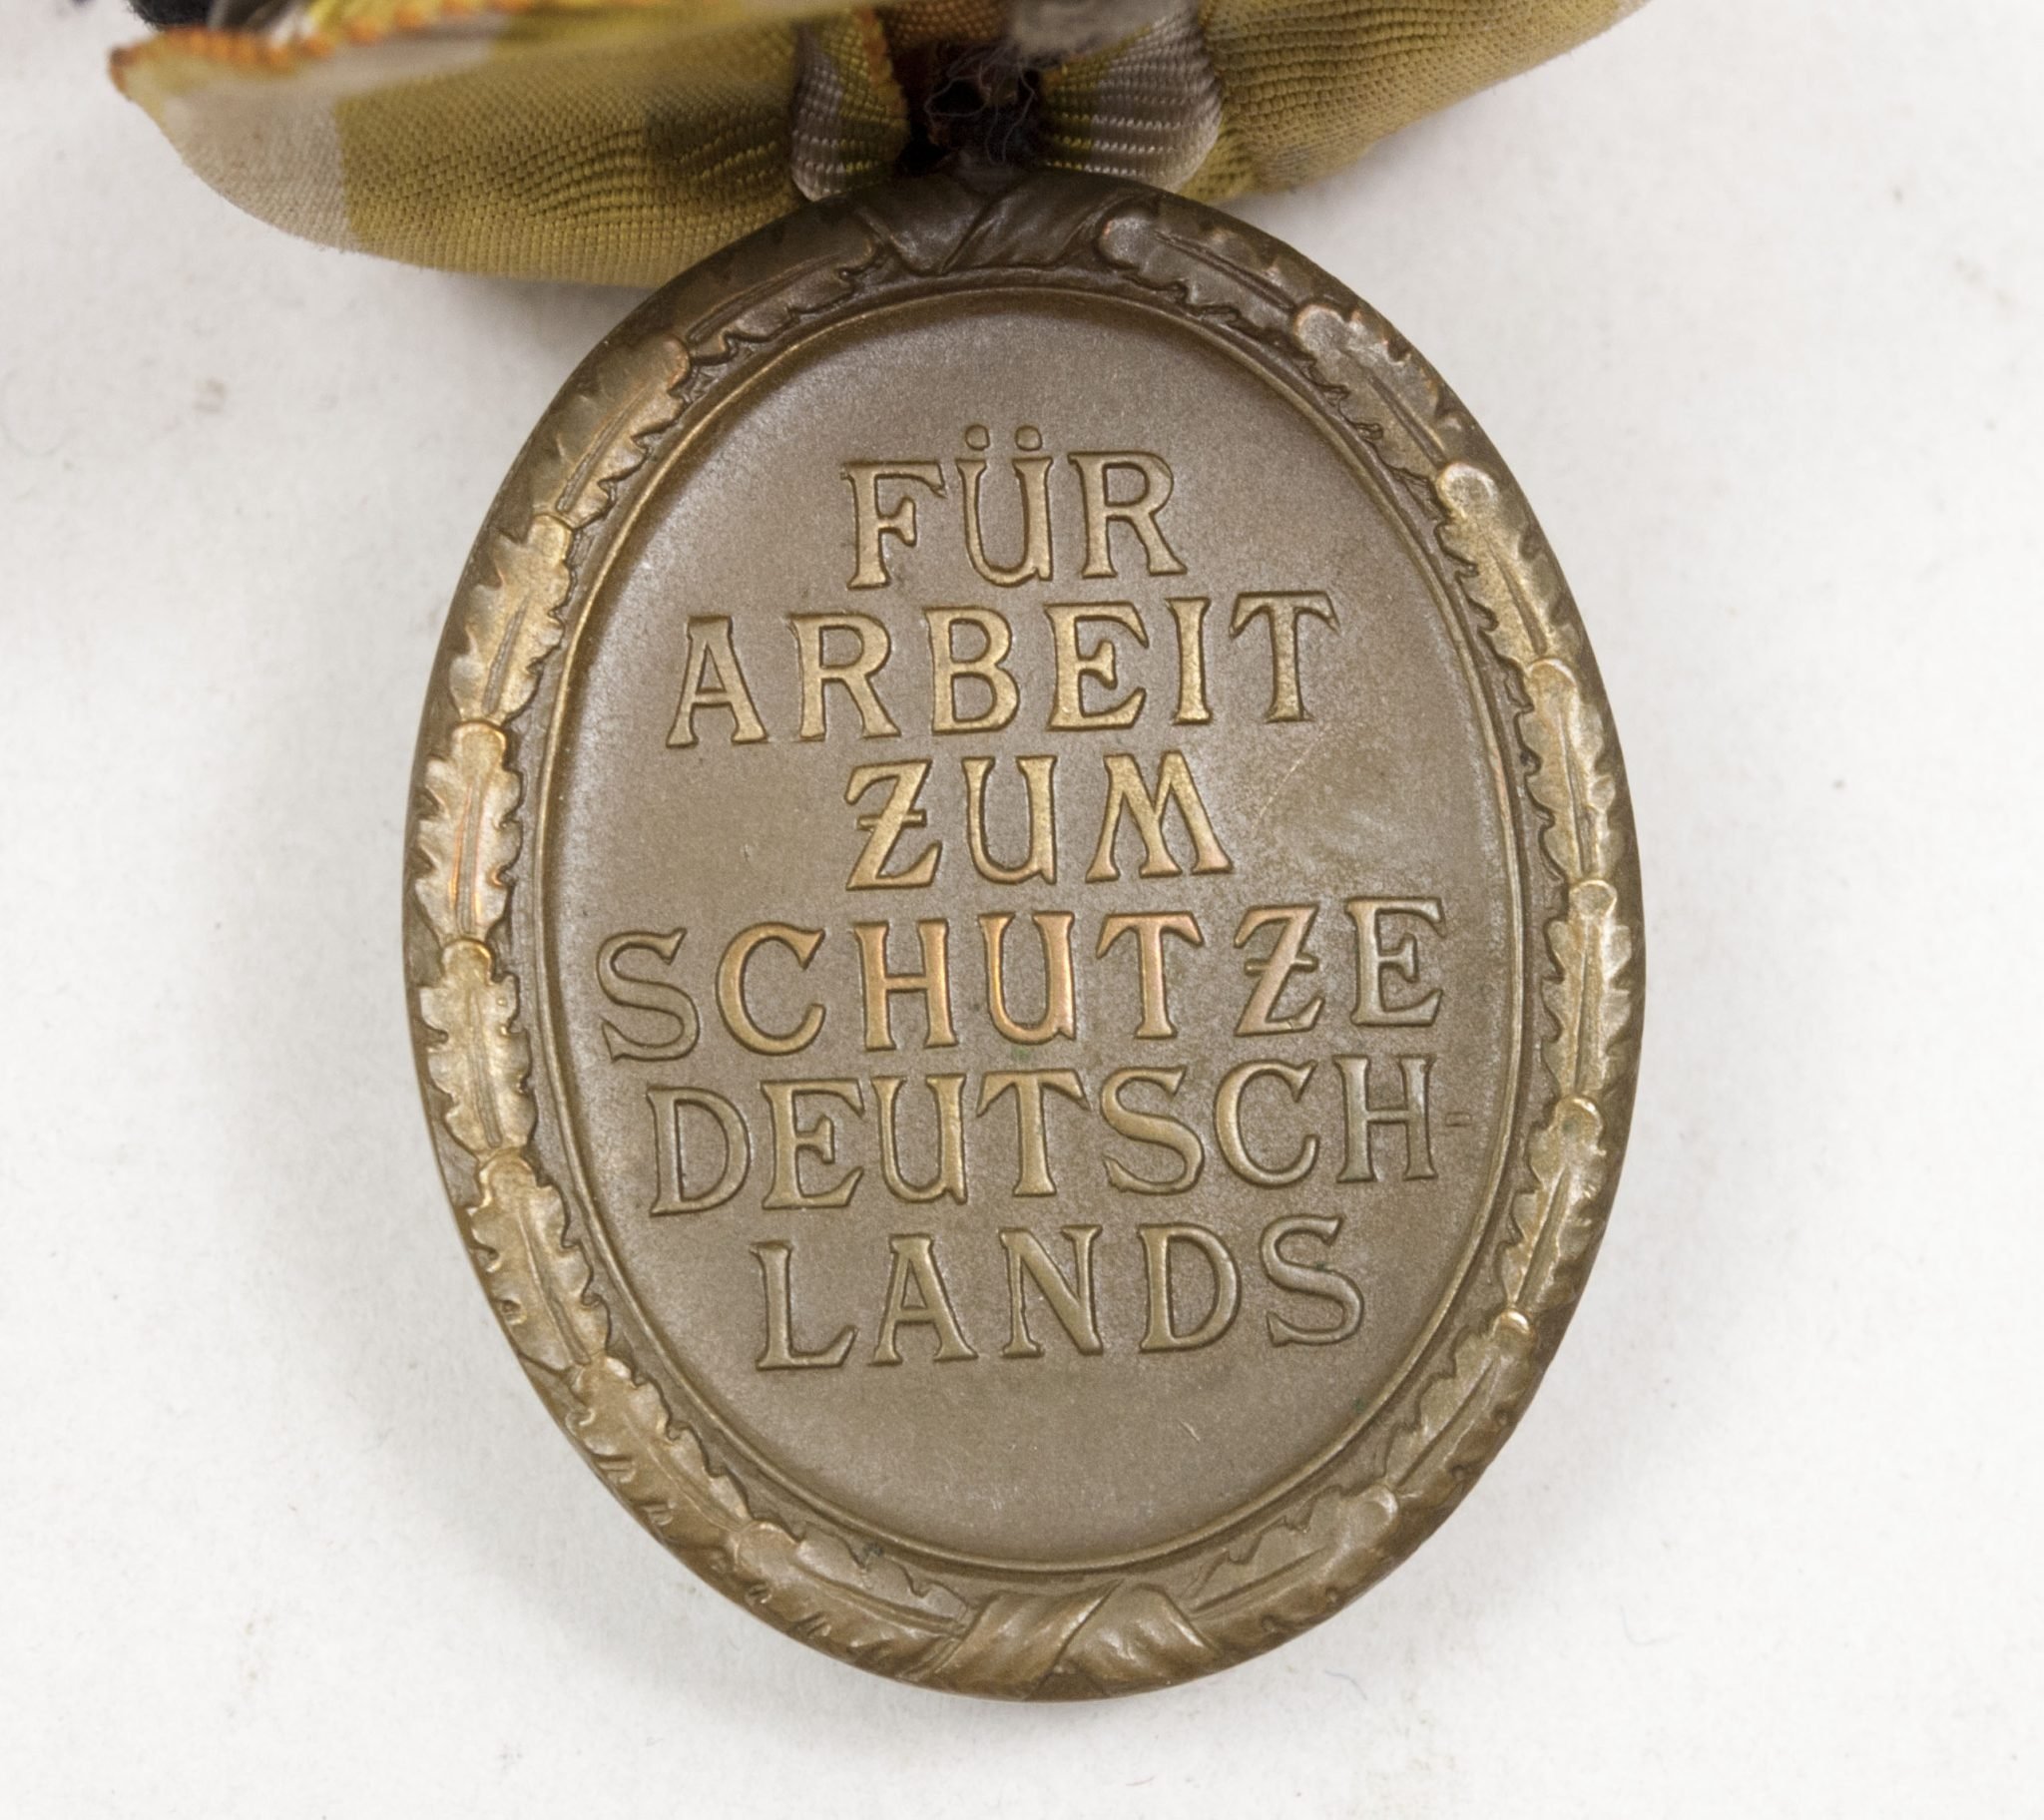 FÜR
ARBEIT
ZUM
SCHUTZE
DEUTSCH-
LANDS